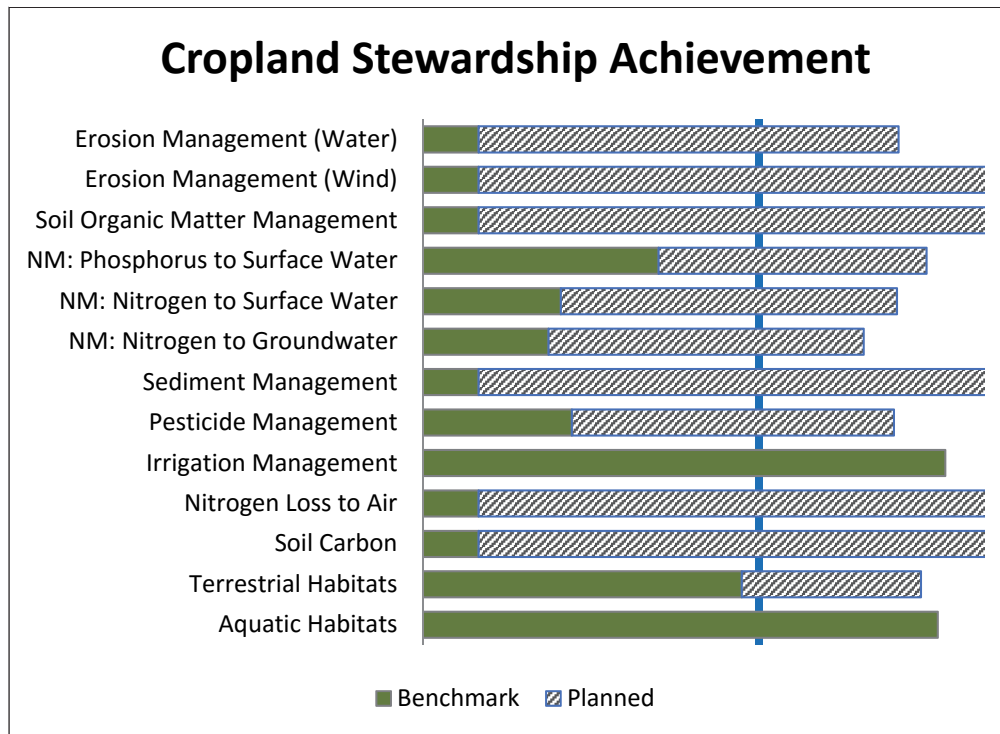 Cropland Stewardship Achievement
Erosion Management (Water)
Erosion Management (Wind)
Soil Organic Matter Management
NM: Phosphorus to Surface Water
NM: Nitrogen to Surface Water
NM: Nitrogen to Groundwater
Sediment Management
Pesticide Management
Irrigation Management
Nitrogen Loss to Air
Soil Carbon
Terrestrial Habitats
Aquatic Habitats
Benchmark Planned